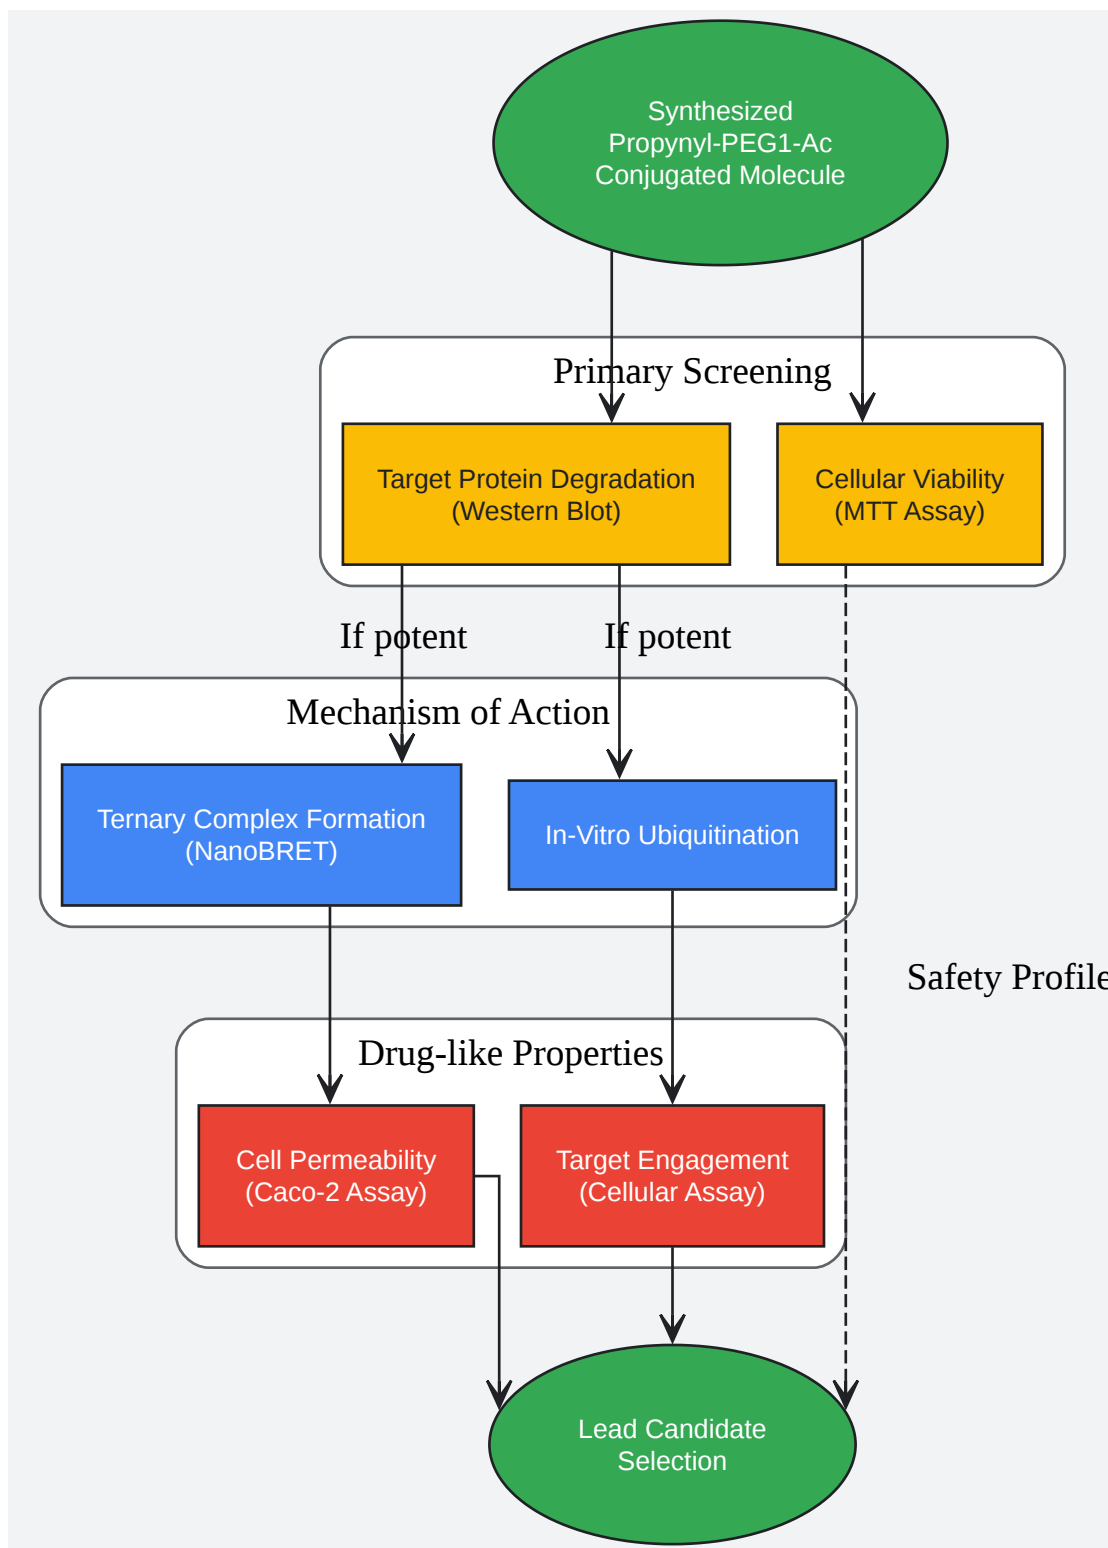 Synthesized
Propynyl-PEG1-Ac
Conjugated Molecule
Primary Screening
Target Protein Degradation
(Western Blot)
Cellular Viability
(MTT Assay)
If potent
If potent
Mechanism of Action
Ternary Complex Formation
(NanoBRET)
In-Vitro Ubiquitination
Safety Profile
Drug-like Properties
Cell Permeability
(Caco-2 Assay)
Target Engagement
(Cellular Assay)
Lead Candidate
Selection